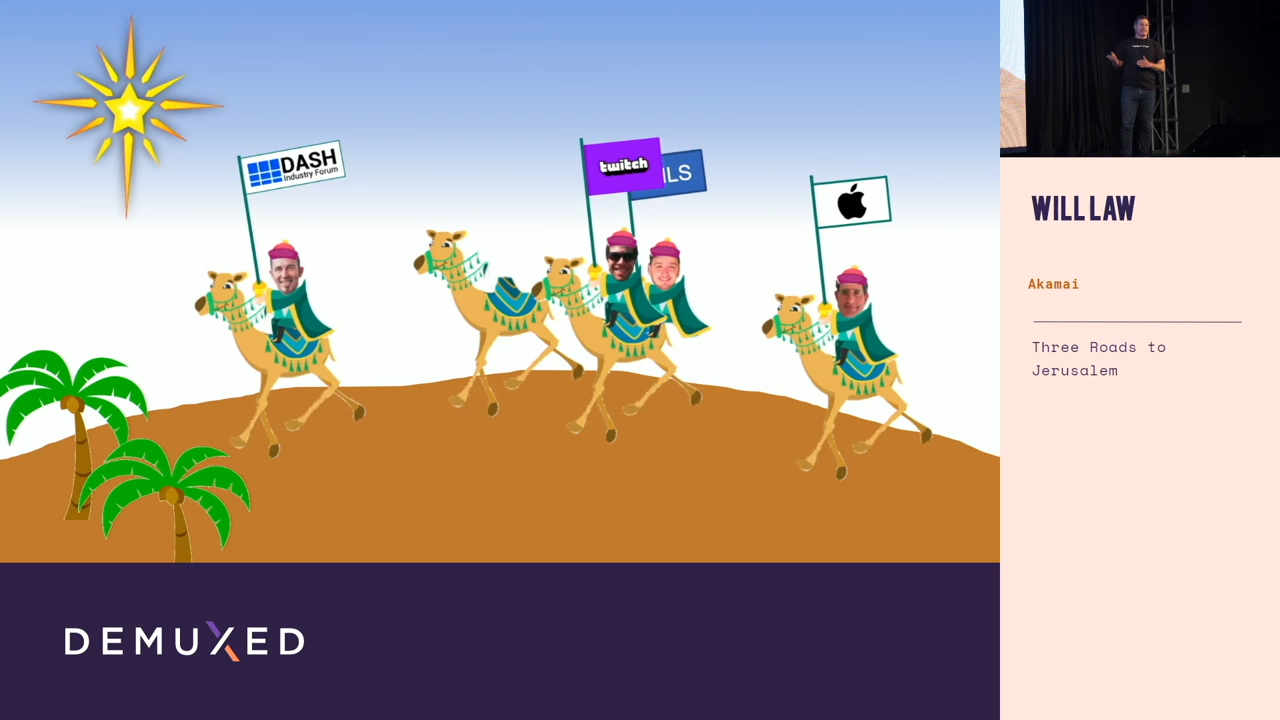 DASH
Industry Forum
twitch
LS
WILL LAW
Akamai
Three Roads to
Jerusalem
DEMUXED